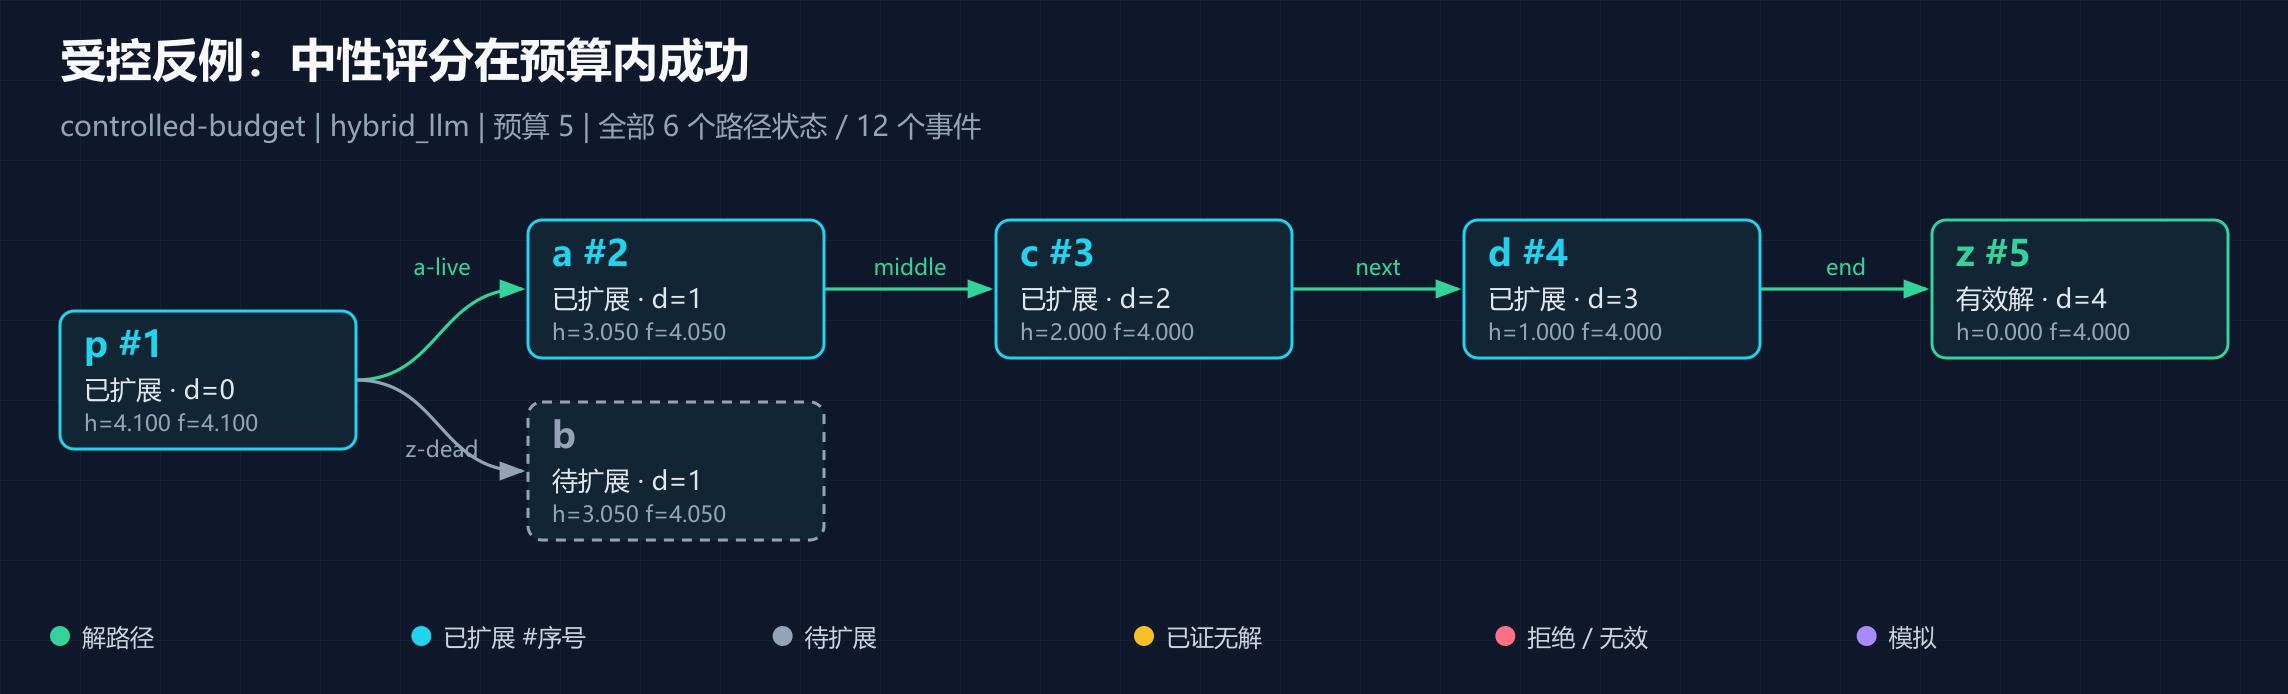 受控反例：中性评分在预算内成功
controlled-budget | hybrid_llm | 预算 5 | 全部 6 个路径状态 / 12 个事件
p #1
已扩展 · d=0
h=4.100 f=4.100
a-live
z-dead
a #2
已扩展 · d=1
h=3.050 f=4.050
b
待扩展 · d=1
h=3.050 f=4.050
middle
c #3
已扩展 · d=2
h=2.000 f=4.000
next
d #4
已扩展 · d=3
h=1.000 f=4.000
end
z #5
有效解 · d=4
h=0.000 f=4.000
解路径
已扩展 #序号
待扩展
已证无解
拒绝 / 无效
模拟